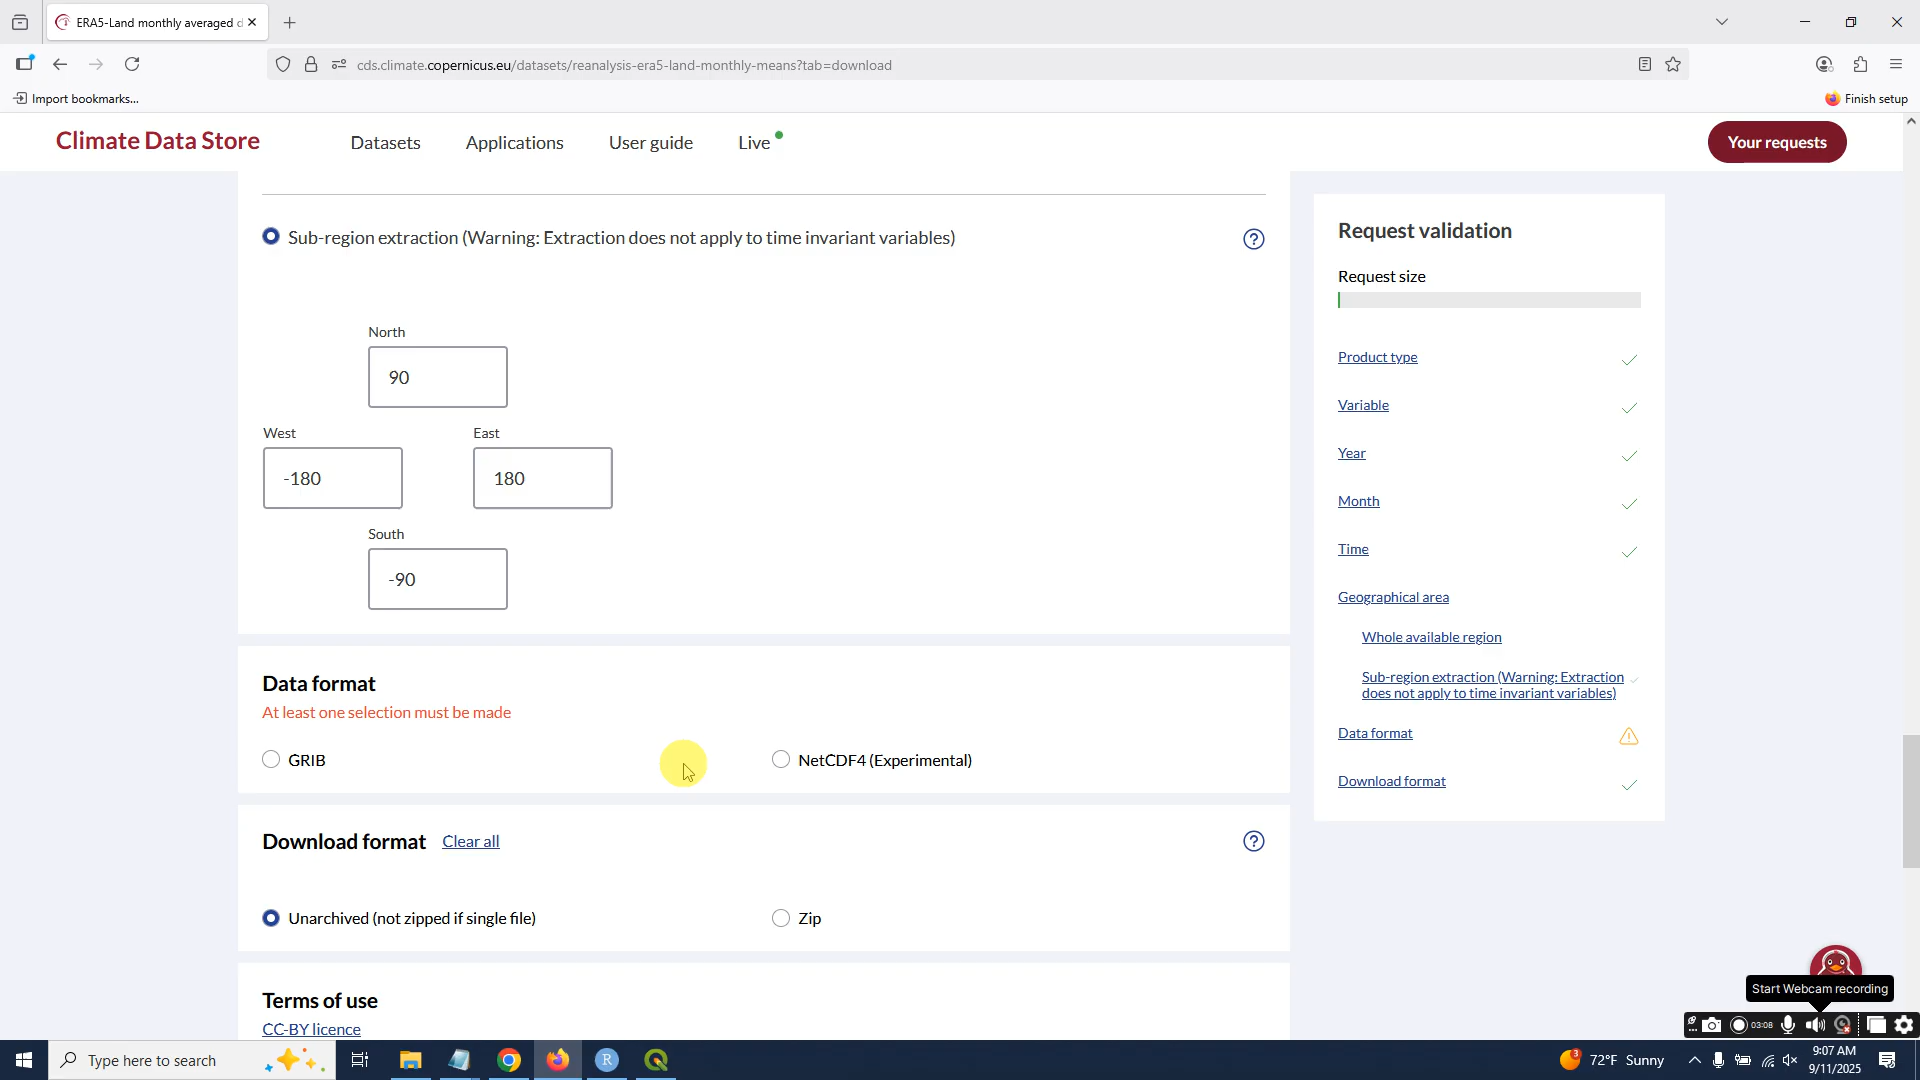 ERA5-Land monthly averaged d
cds.climate.copernicus.eu/datasets/reanalysis-era5-land-monthly-means?tab=download
Import bookmarks...
Finish setup
Climate Data Store
Datasets
Applications
User guide
Live
Your requests
Sub-region extraction (Warning: Extraction does not apply to time invariant variables)
North
90
West
East
-180
180
South
-90
Data format
At least one selection must be made
GRIB
NetCDF4 (Experimental)
Download format
Clear all
Unarchived (not zipped if single file)
Zip
Terms of use
CC-BY licence
Request validation
Request size
Product type
Variable
Year
Month
Time
Geographical area
Whole available region
Sub-region extraction (Warning: Extraction
does not apply to time invariant variables)
Data format
Download format
Start Webcam recording
03:08
Type here to search
R
3
72°F Sunny
9:07 AM
9/11/2025